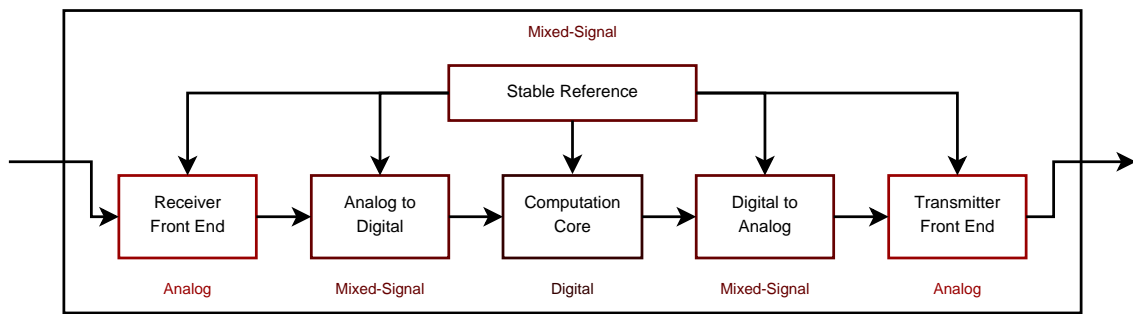 Mixed-Signal
Stable Reference
Receiver
Front End
Analog to
Digital
Computation
Core
Digital to
Analog
Transmitter
Front End
Analog
Mixed-Signal
Digital
Mixed-Signal
Analog